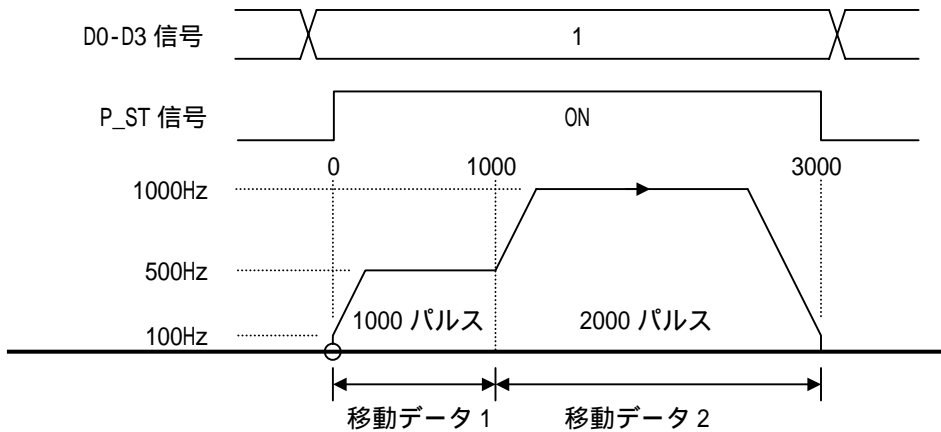 D0-D3 信号
1
P_ST 信号
ON
0 1000 3000
1000Hz
500Hz
1000 パルス 2000 パルス
100Hz
移動データ 1 移動データ 2